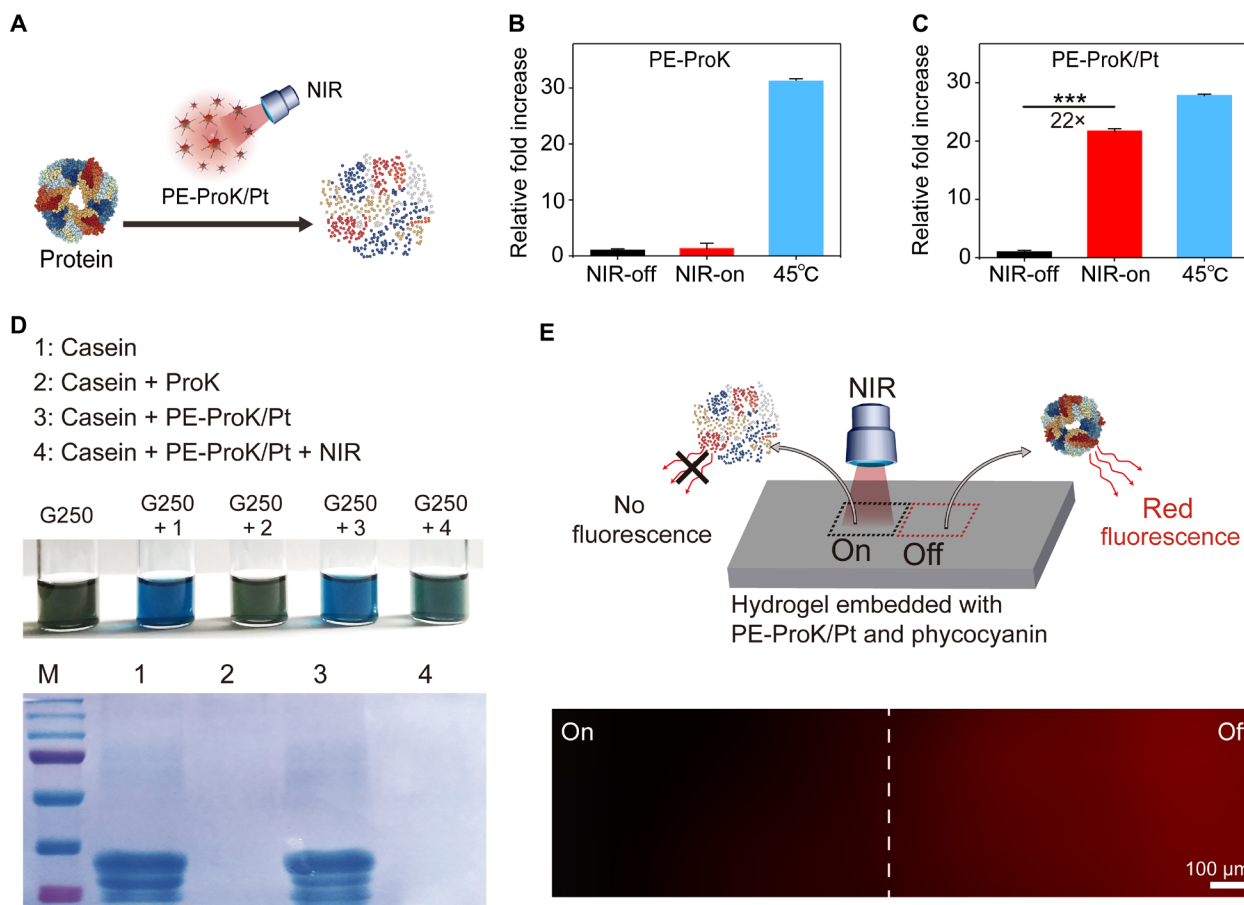 A
NIR
PE-ProK/Pt
Protein
B
PE-ProK
Relative fold increase
30
20
10
0
NIR-off
NIR-on
45℃
C
PE-ProK/Pt
Relative fold increase
30
20
10
0
***
22×
NIR-off
NIR-on
45℃
D
1: Casein
2: Casein + ProK
3: Casein + PE-ProK/Pt
4: Casein + PE-ProK/Pt + NIR
G250
G250
+ 1
G250
+ 2
G250
+ 3
G250
+ 4
M
1
2
3
4
E
NIR
No
fluorescence
On
Off
Red
fluorescence
Hydrogel embedded with
PE-ProK/Pt and phycocyanin
On
Of
100 µm